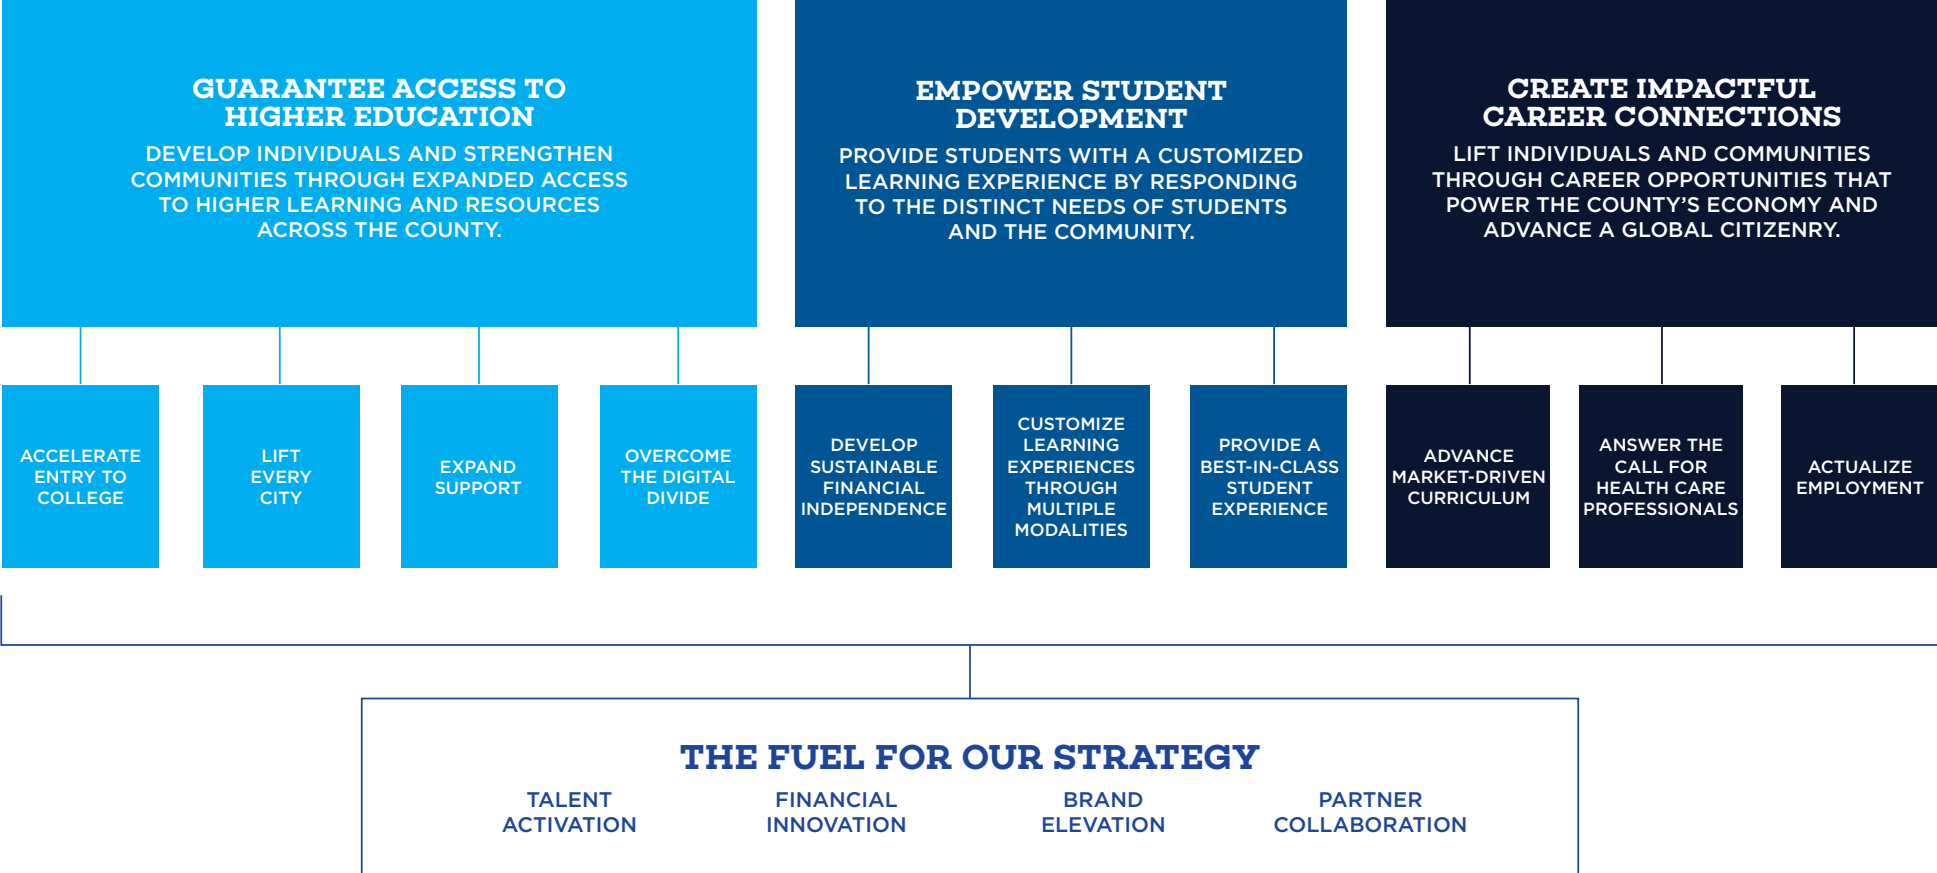 GUARANTEE ACCESS TO
HIGHER EDUCATION
DEVELOP INDIVIDUALS AND STRENGTHEN
COMMUNITIES THROUGH EXPANDED ACCESS
TO HIGHER LEARNING AND RESOURCES
ACROSS THE COUNTY.
EMPOWER STUDENT
DEVELOPMENT
PROVIDE STUDENTS WITH A CUSTOMIZED
LEARNING EXPERIENCE BY RESPONDING
TO THE DISTINCT NEEDS OF STUDENTS
AND THE COMMUNITY.
CREATE IMPACTFUL
CAREER CONNECTIONS
LIFT INDIVIDUALS AND COMMUNITIES
THROUGH CAREER OPPORTUNITIES THAT
POWER THE COUNTY’S ECONOMY AND
ADVANCE A GLOBAL CITIZENRY.
ACCELERATE
ENTRY TO
COLLEGE
LIFT
EVERY
CITY
EXPAND
SUPPORT
OVERCOME
THE DIGITAL
DIVIDE
DEVELOP
SUSTAINABLE
FINANCIAL
INDEPENDENCE
CUSTOMIZE
LEARNING
EXPERIENCES
THROUGH
MULTIPLE
MODALITIES
PROVIDE A
BEST-IN-CLASS
STUDENT
EXPERIENCE
ADVANCE
MARKET-DRIVEN
CURRICULUM
ANSWER THE
CALL FOR
HEALTH CARE
PROFESSIONALS
ACTUALIZE
EMPLOYMENT
THE FUEL FOR OUR STRATEGY
TALENT
ACTIVATION
FINANCIAL
INNOVATION
BRAND
ELEVATION
PARTNER
COLLABORATION